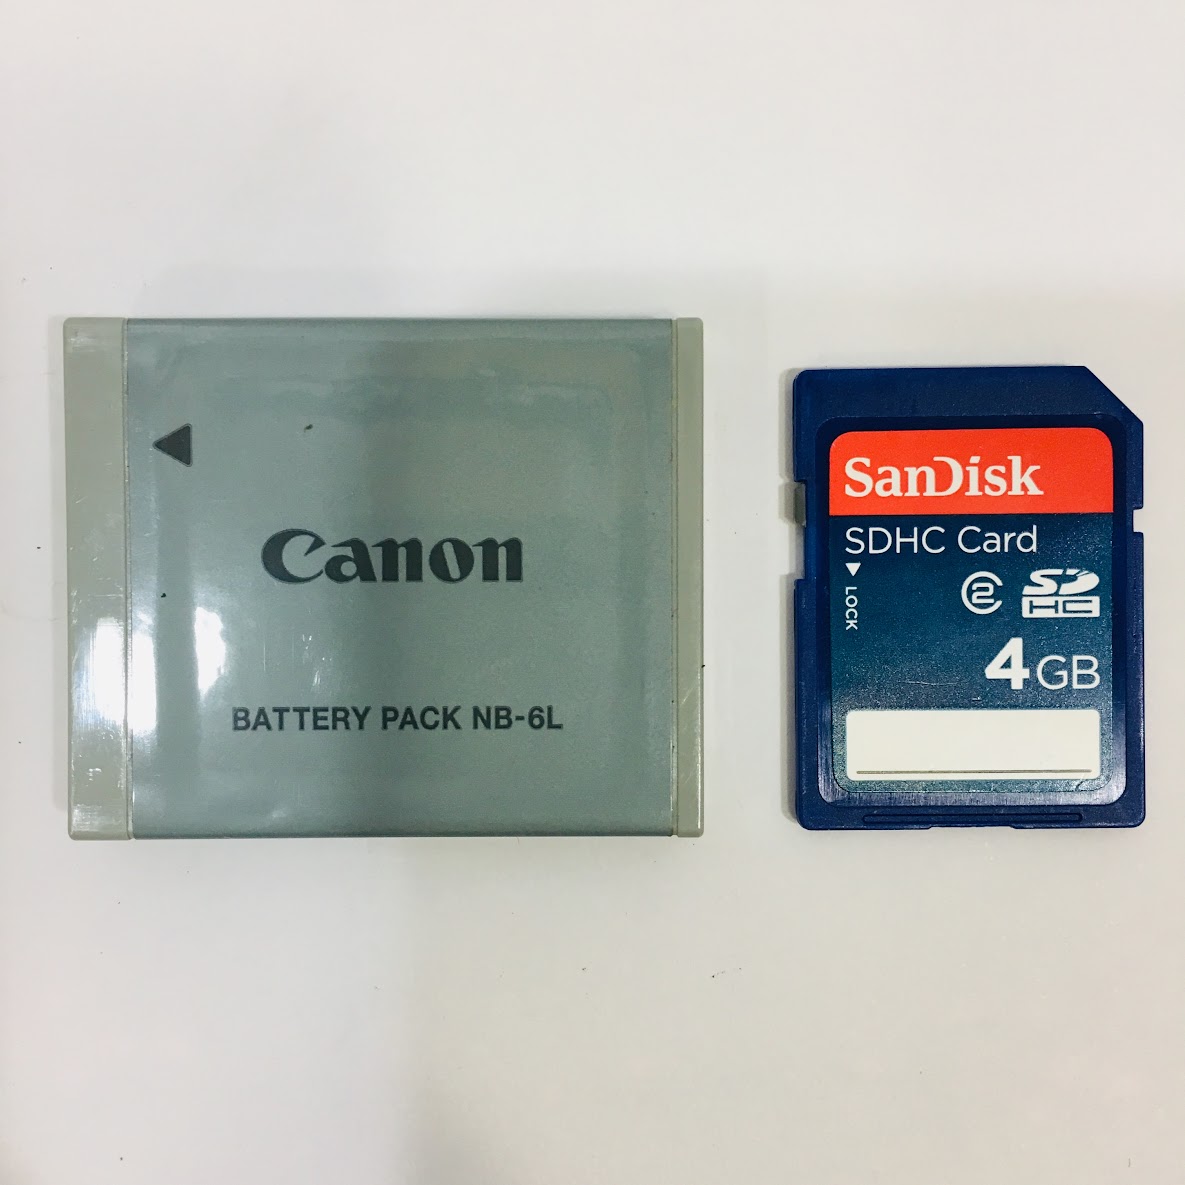 Canon
BATTERY PACK NB-6L
SanDisk
SDHC Card
LOCK
2
SD
HC
4GB